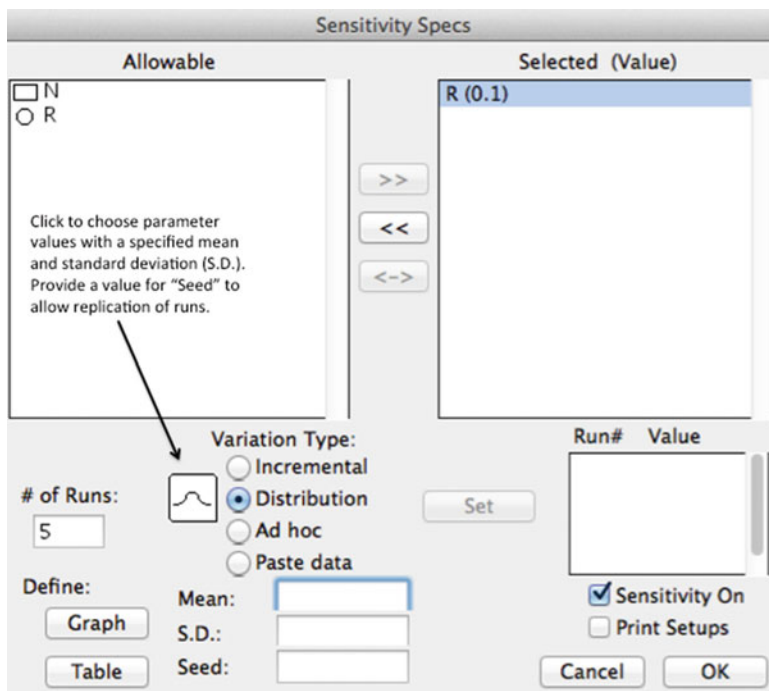 Sensitivity Specs
Allowable
Selected (Value)
N
R
R (0.1)
>>
<<
<->
Click to choose parameter
values with a specified mean
and standard deviation (S.D.).
Provide a value for “Seed” to
allow replication of runs.
Variation Type:
Incremental
Distribution
Ad hoc
Paste data
# of Runs:
5
Set
Run# Value
Define:
Graph
Table
Mean:
S.D.:
Seed:
Sensitivity On
Print Setups
Cancel
OK